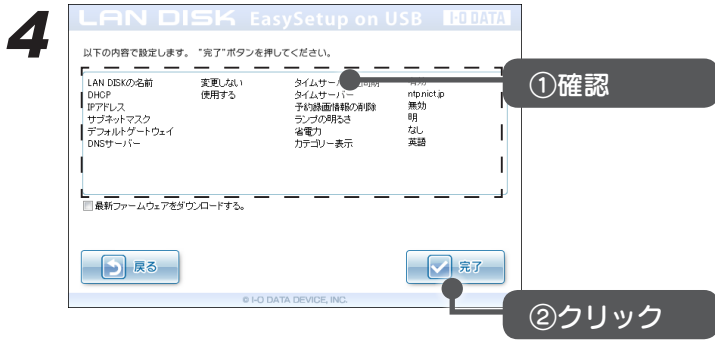 4
LAN DISK EasySetup on USB I-O DATA
以下の内容で設定します。 "完了"ボタンを押してください。
LAN DISKの名前 変更しない タイムサー
DHCP 使用する タイムサーバー ntp.nict.jp
IPアドレス 予約録画情報の削除 無効
サブネットマスク ランプの明るさ 明
デフォルトゲートウェイ 省電力 なし
DNSサーバー カテゴリー表示 英語
①確認
最新ファームウェアをダウンロードする。
戻る 完了
© I-O DATA DEVICE, INC.
②クリック